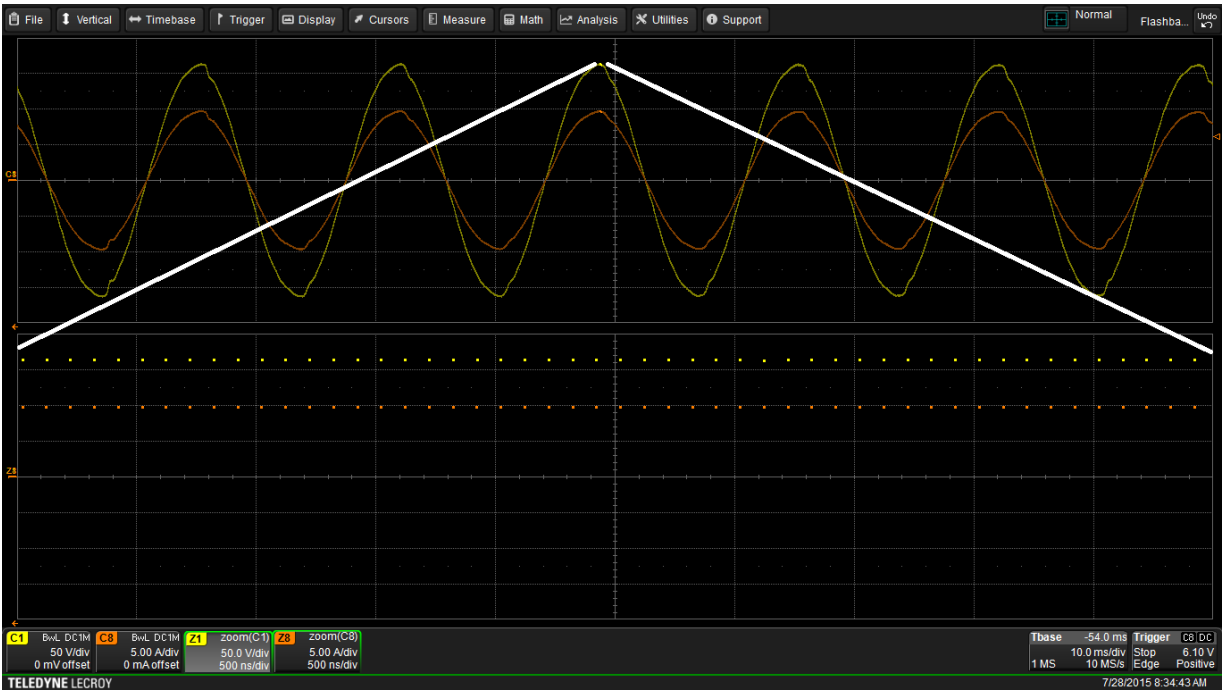 File Vertical Timebase Trigger Display Cursors Measure Math Analysis Utilities Support Normal Flashba... Undo
C8
Z8
C1 BwL DC1M C8 BwL DC1M Z1 zoom(C1) Z8 zoom(C8) Tbase -54.0 ms Trigger C8 DC
50 V/div 5.00 A/div 50.0 V/div 5.00 A/div 10.0 ms/div Stop 6.10 V
0 mV offset 0 mA offset 500 ns/div 500 ns/div 1 MS 10 MS/s Edge Positive
TELEDYNE LECROY 7/28/2015 8:34:43 AM